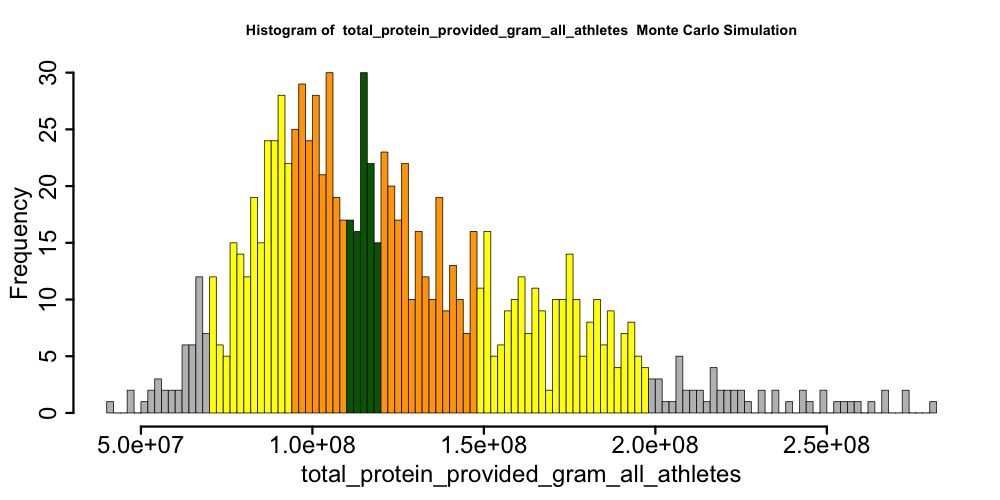 Histogram of  total_protein_provided_gram_all_athletes  Monte Carlo Simulation
30
25
20
15
10
5
0
Frequency
5.0e+07 1.0e+08 1.5e+08 2.0e+08 2.5e+08
total_protein_provided_gram_all_athletes